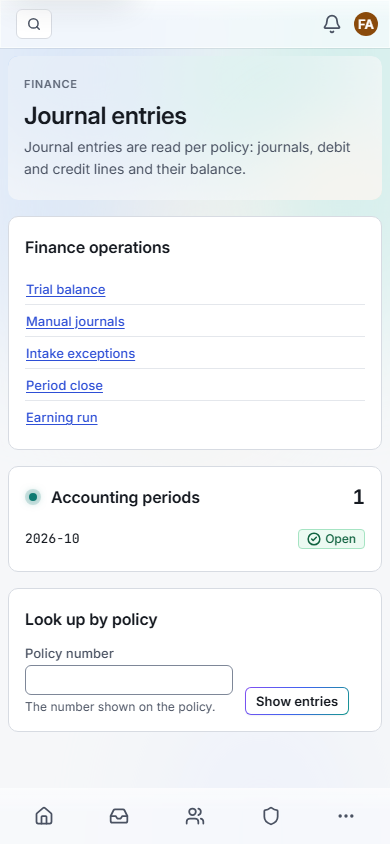 FA
FINANCE
Journal entries
Journal entries are read per policy: journals, debit
and credit lines and their balance.
Finance operations
Trial balance
Manual journals
Intake exceptions
Period close
Earning run
Accounting periods 1
2026-10 Open
Look up by policy
Policy number
The number shown on the policy.
Show entries